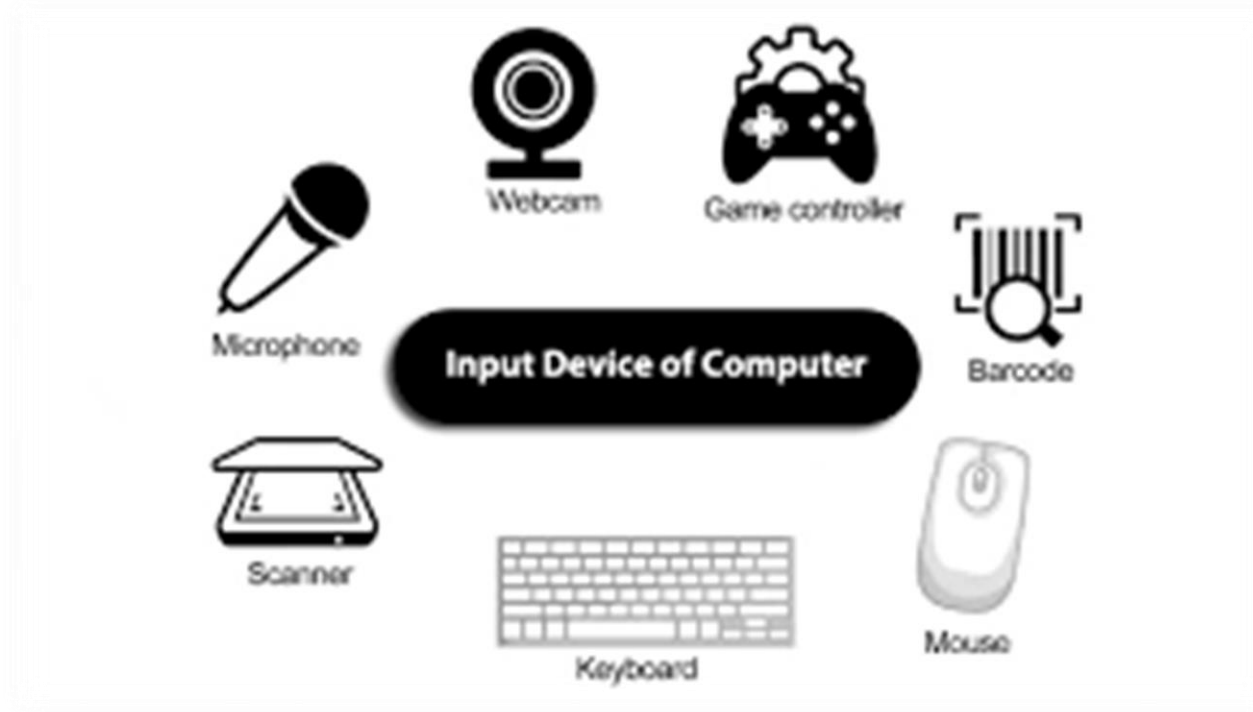 Webcam
Game controller
Microphone
Barcode
Input Device of Computer
Scanner
Mouse
Keyboard